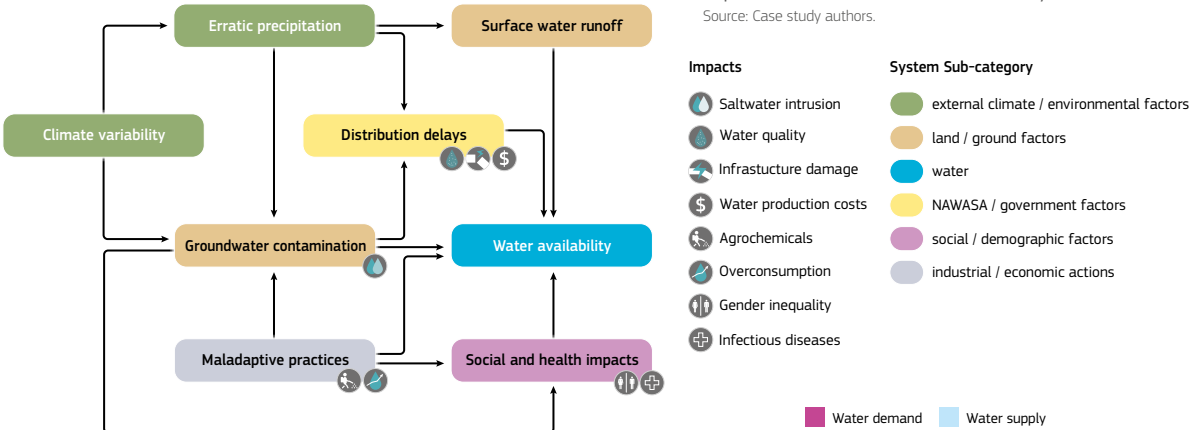 Source: Case study authors.
Erratic precipitation
Surface water runoff
Climate variability
Distribution delays
$
Groundwater contamination
Water availability
Maladaptive practices
Social and health impacts
Impacts
Saltwater intrusion
Water quality
Infrastucture damage
$ Water production costs
Agrochemicals
Overconsumption
Gender inequality
Infectious diseases
System Sub-category
external climate / environmental factors
land / ground factors
water
NAWASA / government factors
social / demographic factors
industrial / economic actions
Water demand
Water supply